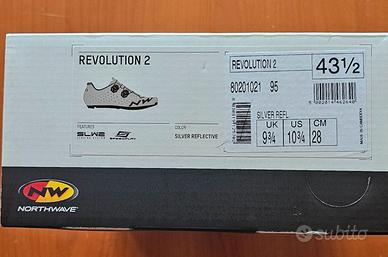 REVOLUTION 2
FEATURES
SLW2
SPEEDPLAY
COLOR
SILVER REFLECTIVE
REVOLUTION 2
43½
80201021 95
SILVER REFL
UK US CM
9¾ 10¾ 28
NW
NORTHWAVE
subito